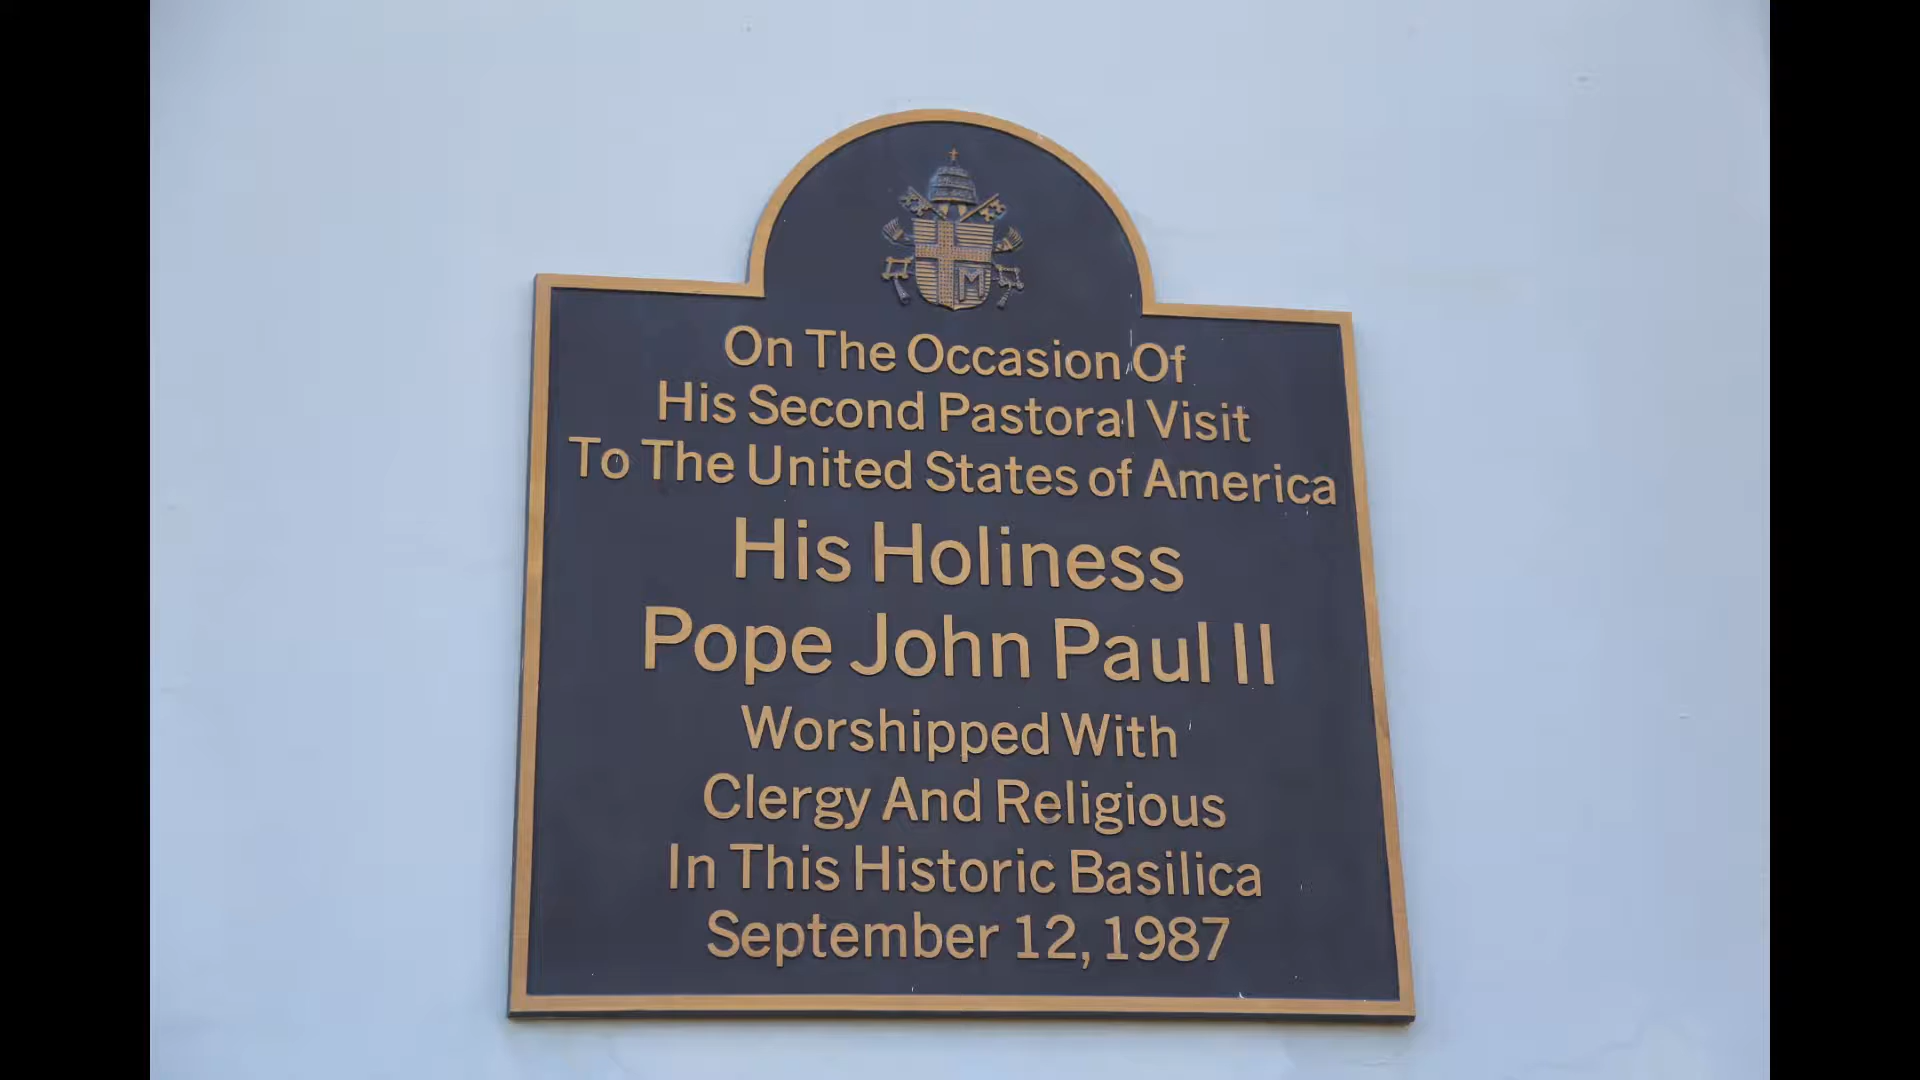 On The Occasion Of
His Second Pastoral Visit
To The United States of America
His Holiness
Pope John Paul II
Worshipped With
Clergy And Religious
In This Historic Basilica
September 12, 1987